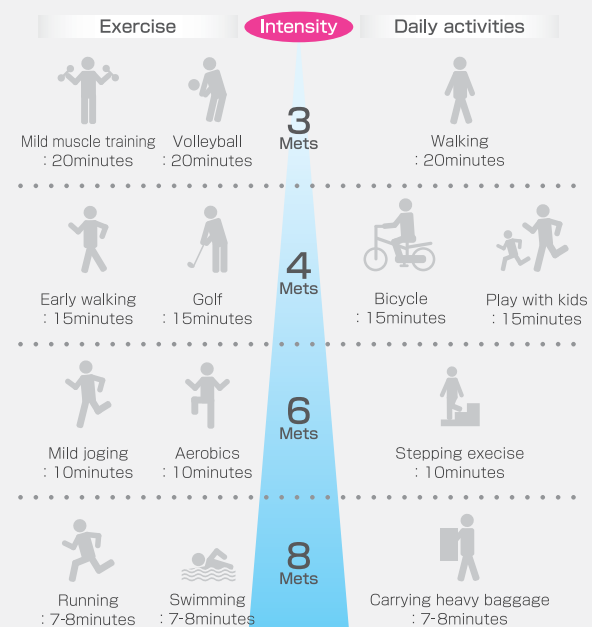 Exercise
Intensity
Daily activities
3
Mets
Mild muscle training
: 20minutes
Volleyball
: 20minutes
Walking
: 20minutes
4
Mets
Early walking
: 15minutes
Golf
: 15minutes
Bicycle
: 15minutes
Play with kids
: 15minutes
6
Mets
Mild joging
: 10minutes
Aerobics
: 10minutes
Stepping execise
: 10minutes
8
Mets
Running
: 7-8minutes
Swimming
: 7-8minutes
Carrying heavy baggage
: 7-8minutes